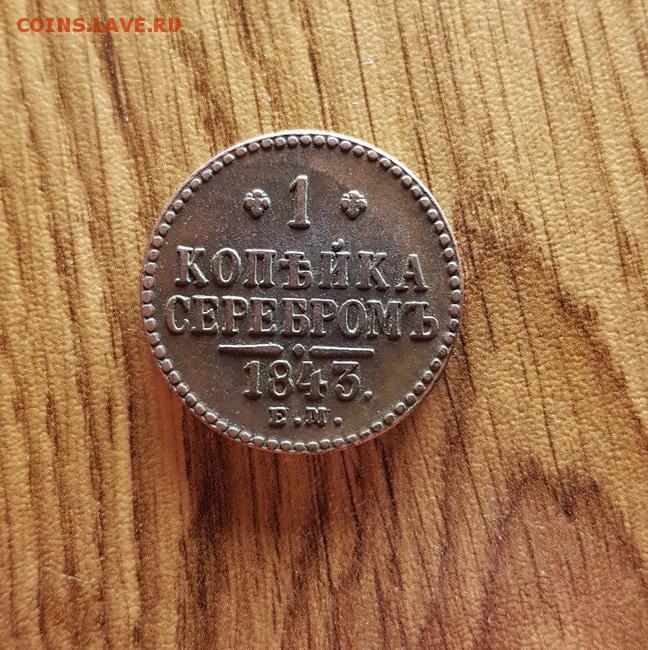 COINS.LAVE.RU
1
КОПѢЙКА
СЕРЕБРОМЪ
1843.
Е.М.